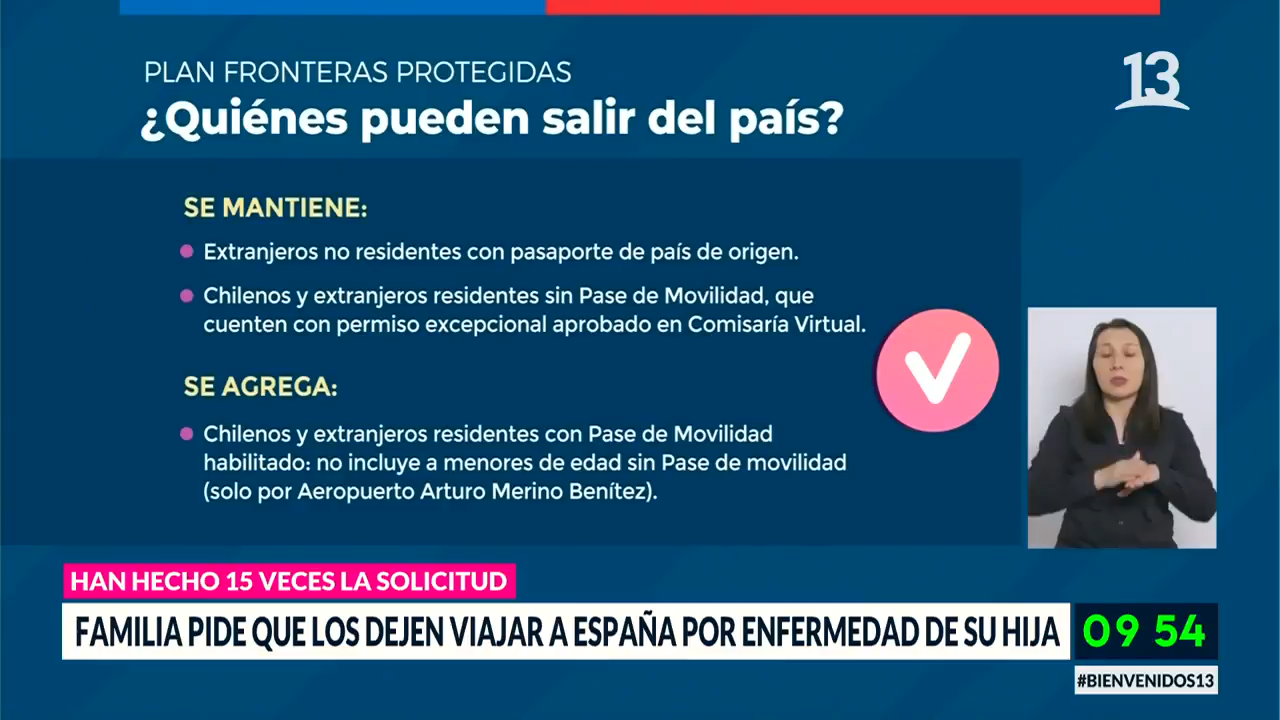 PLAN FRONTERAS PROTEGIDAS
¿Quiénes pueden salir del país?
13
SE MANTIENE:
Extranjeros no residentes con pasaporte de país de origen.
Chilenos y extranjeros residentes sin Pase de Movilidad, que
cuenten con permiso excepcional aprobado en Comisaría Virtual.
SE AGREGA:
Chilenos y extranjeros residentes con Pase de Movilidad
habilitado: no incluye a menores de edad sin Pase de movilidad
(solo por Aeropuerto Arturo Merino Benítez).
HAN HECHO 15 VECES LA SOLICITUD
FAMILIA PIDE QUE LOS DEJEN VIAJAR A ESPAÑA POR ENFERMEDAD DE SU HIJA
09 54
#BIENVENIDOS13